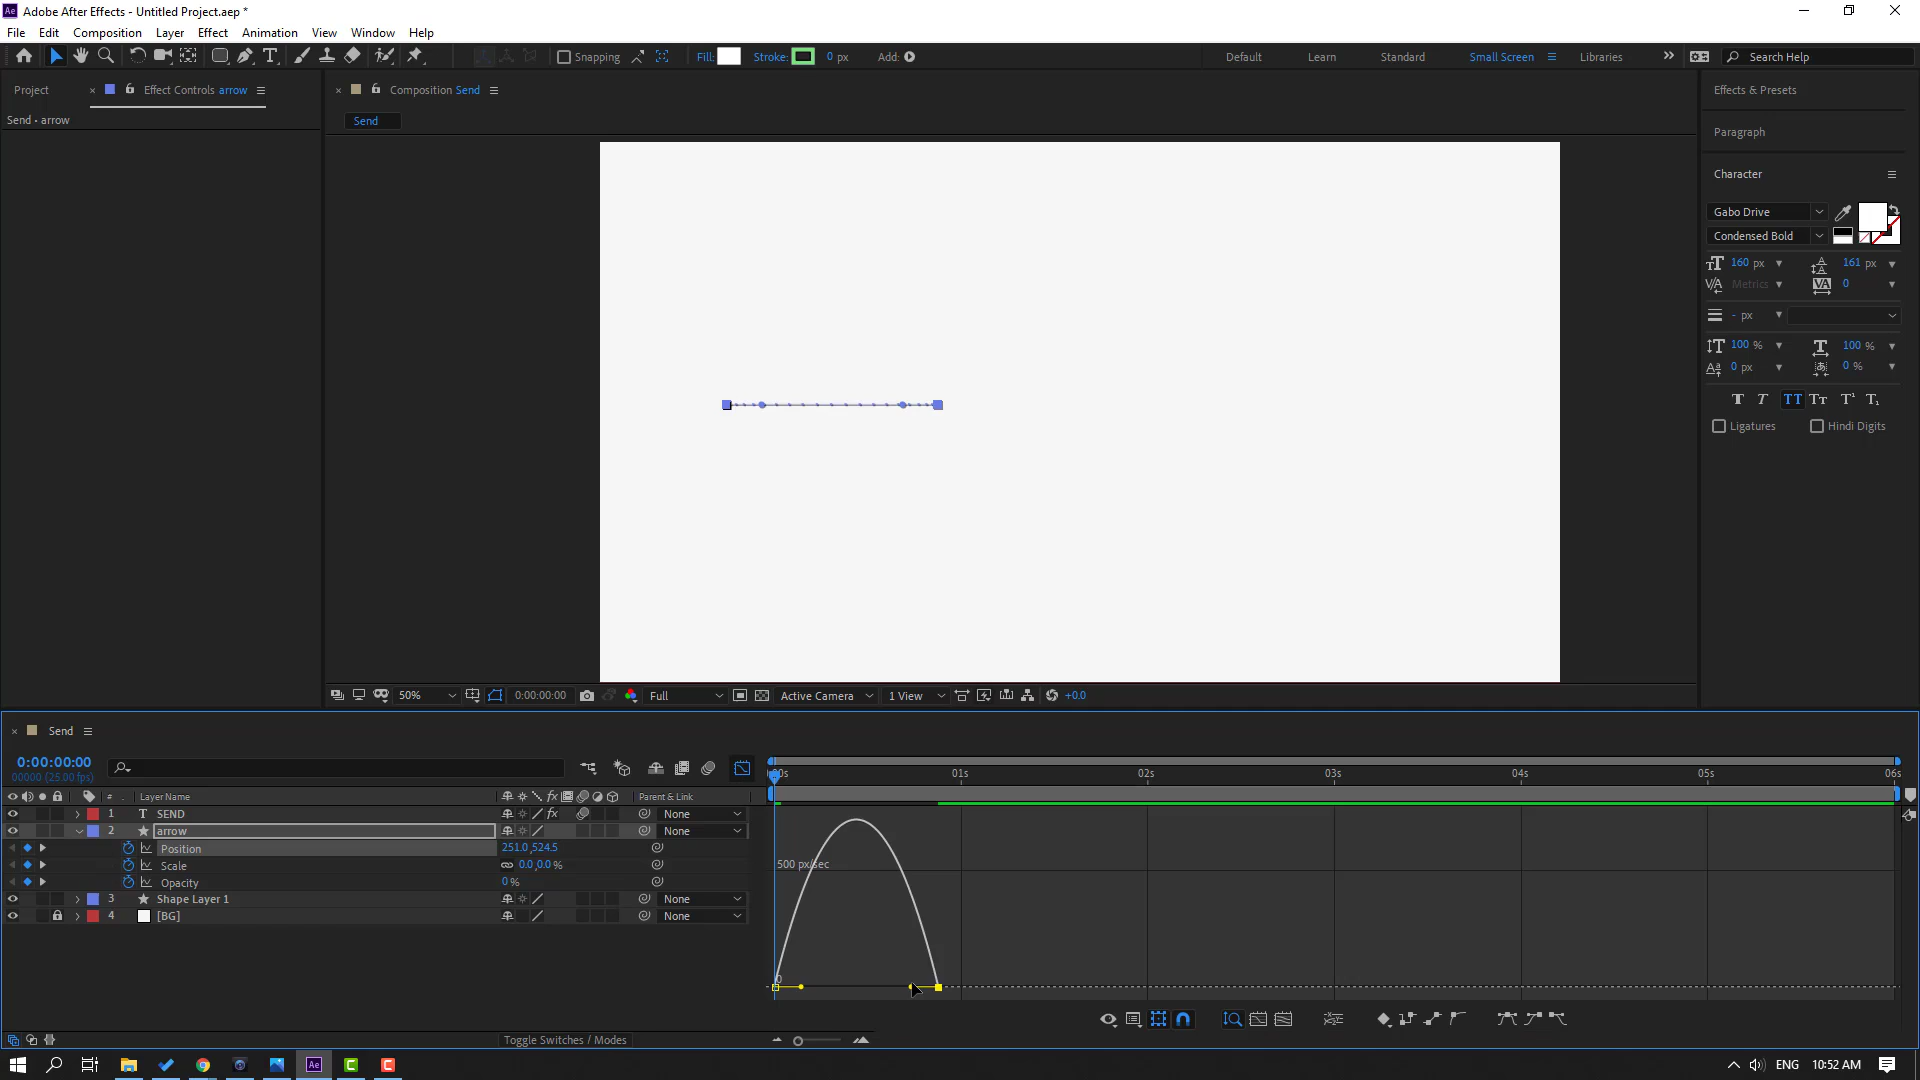 Adobe After Effects - Untitled Project.aep *
File Edit Composition Layer Effect Animation View Window Help
Snapping Fill: Stroke: 0 px Add: Default Learn Standard Small Screen Libraries Search Help
Project Effect Controls arrow Composition Send
Send • arrow
Send
Effects & Presets
Paragraph
Character
Gabo Drive
Condensed Bold
160 px 161 px
Metrics 0
- px
100 % 100 %
0 px 0 %
Ligatures Hindi Digits
50% 0:00:00:00 Full Active Camera 1 View +0.0
Send
0:00:00:00
00000 (25.00 fps)
# Layer Name Parent & Link
1 SEND None
2 arrow None
Position 251.0,524.5
Scale 0.0,0.0 %
Opacity 0 %
3 Shape Layer 1 None
4 [BG] None
Toggle Switches / Modes
00s 01s 02s 03s 04s 05s 06s
500 px/sec
0
ENG 10:52 AM